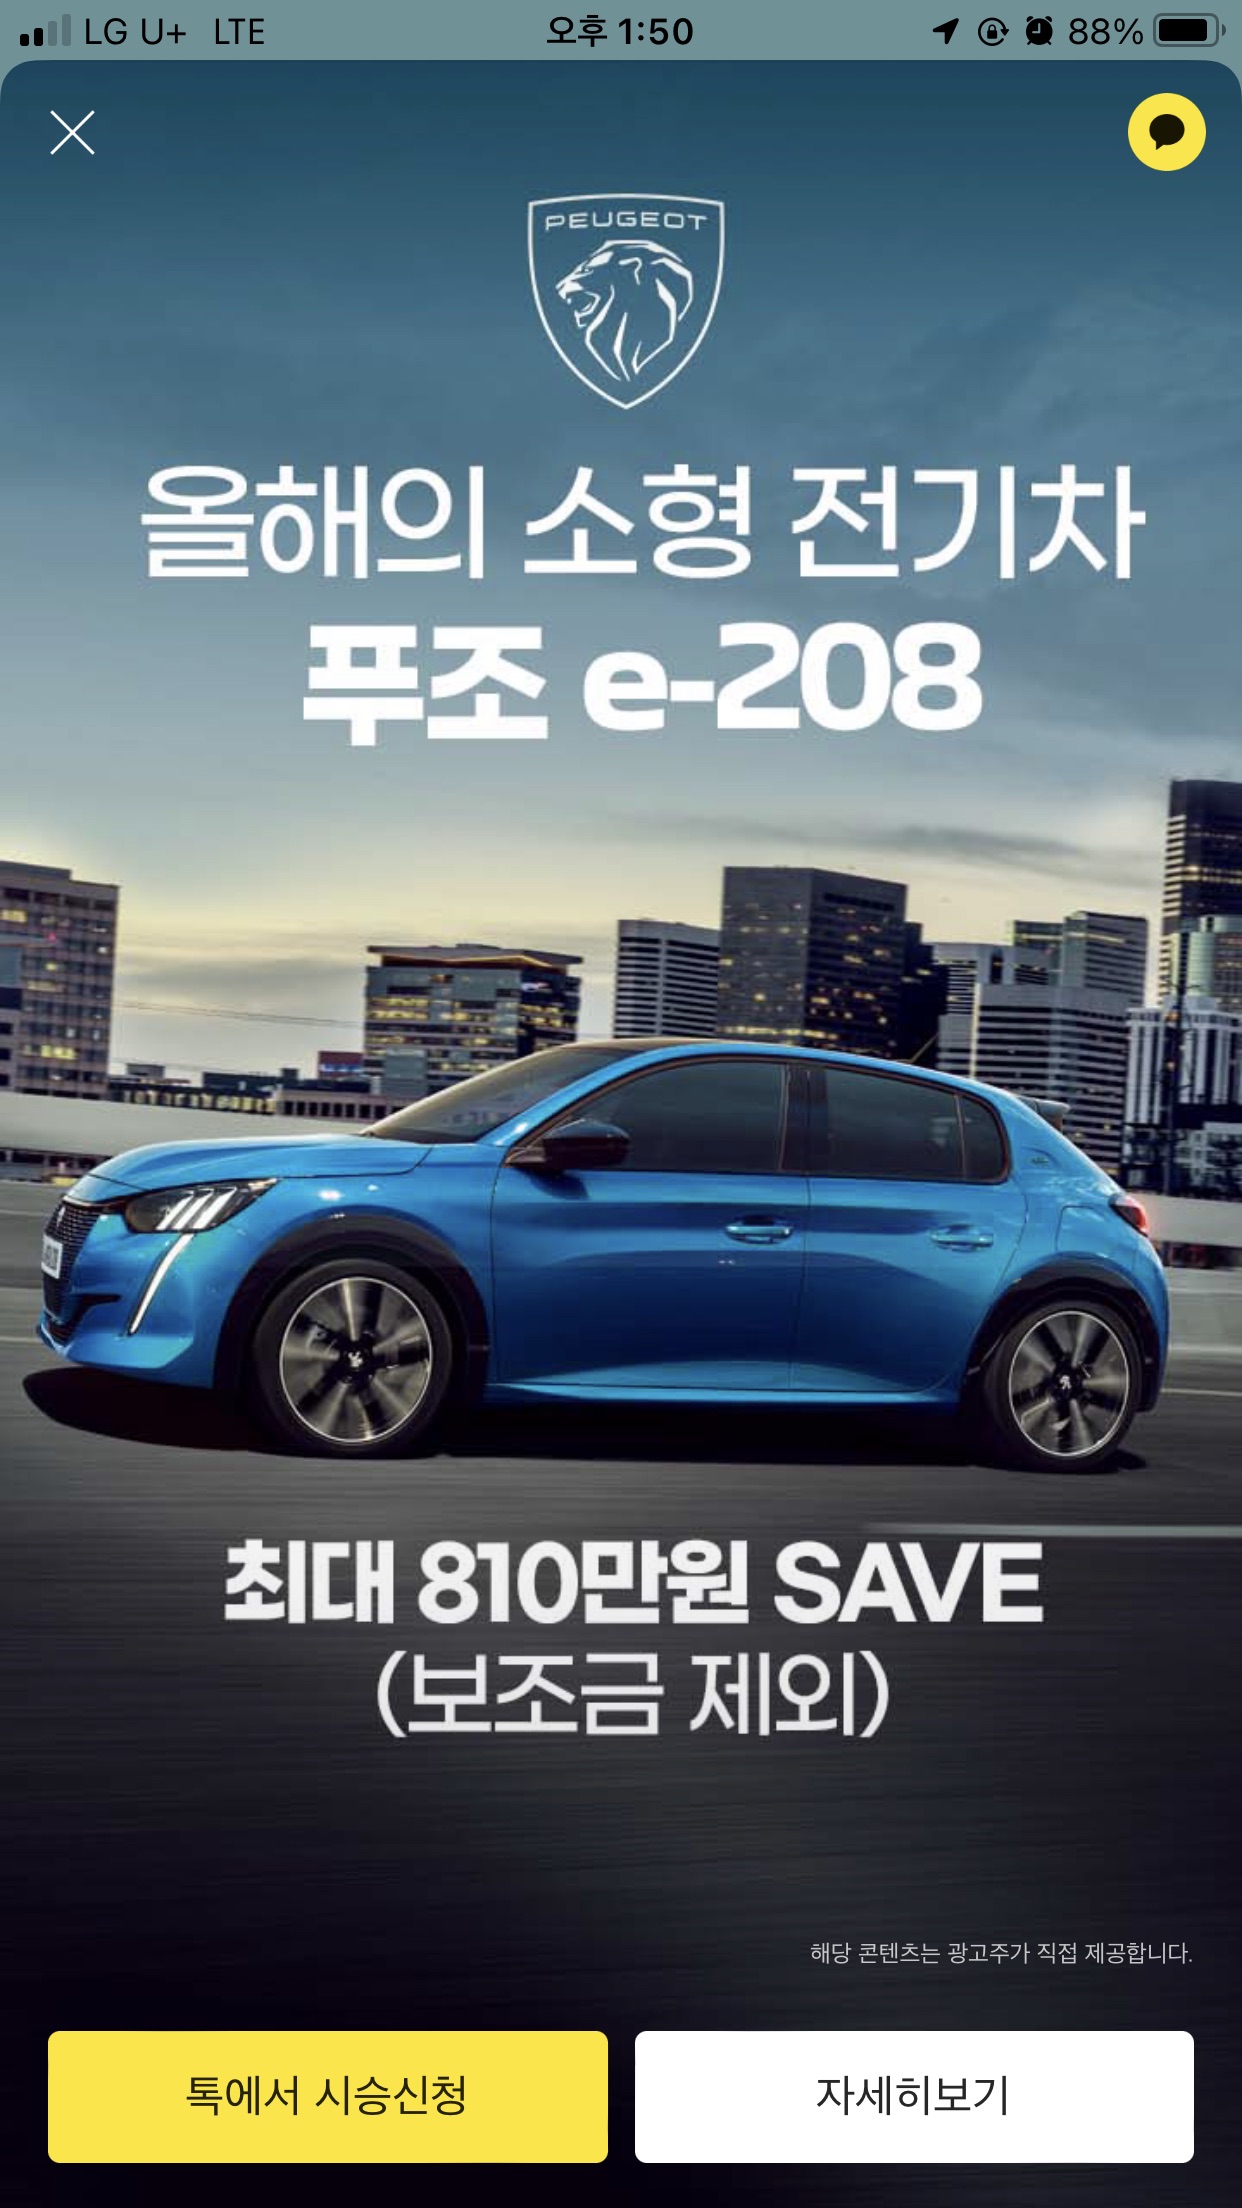 LG U+ LTE 오후 1:50 88%
PEUGEOT
올해의 소형 전기차
푸조 e-208
최대 810만원 SAVE
(보조금 제외)
해당 콘텐츠는 광고주가 직접 제공합니다.
톡에서 시승신청 자세히보기